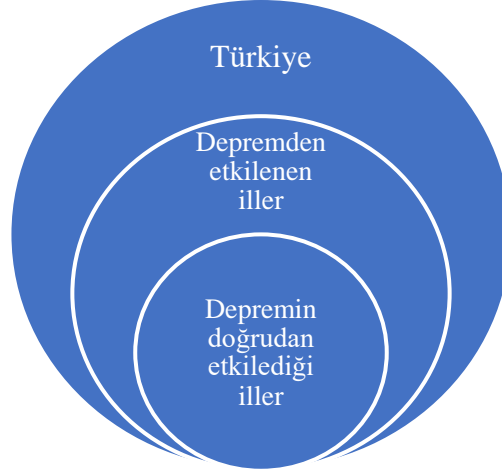 Türkiye
Depremden
etkilenen
iller
Depremin
doğrudan
etkilediği
iller